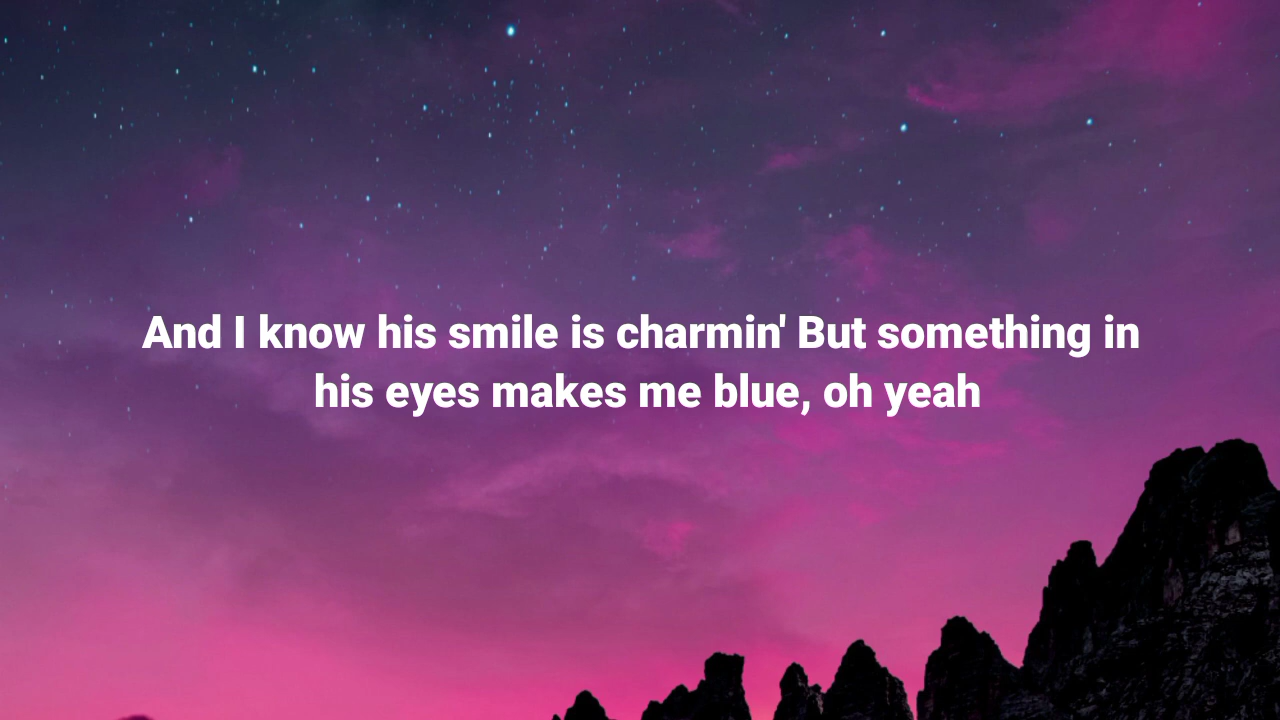 And I know his smile is charmin' But something in
his eyes makes me blue, oh yeah